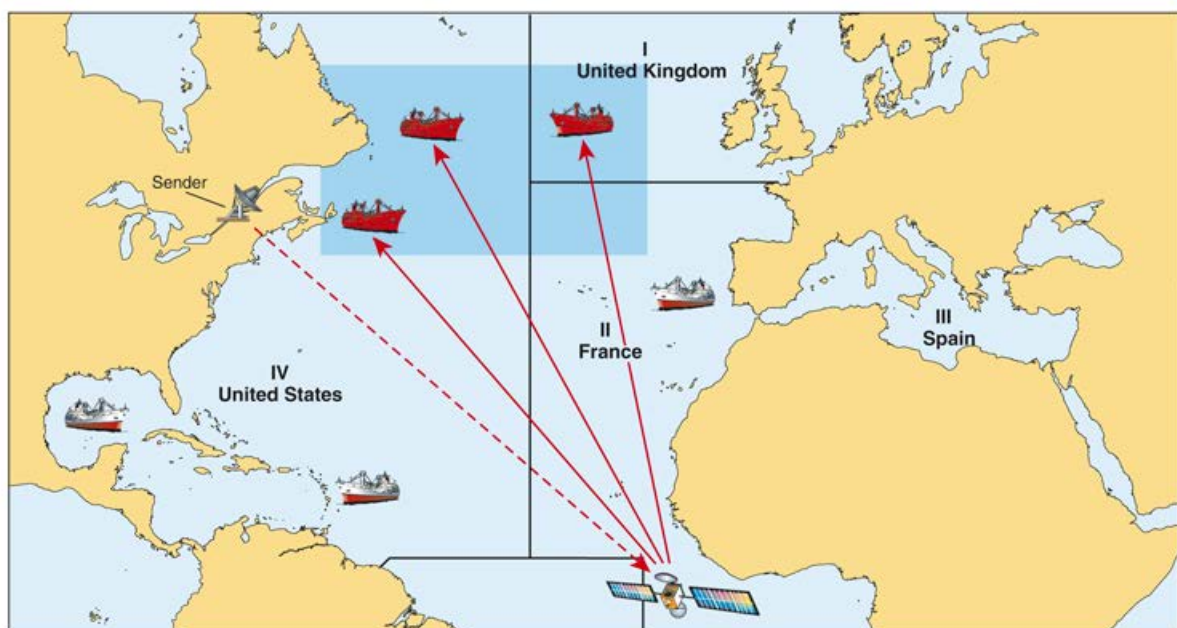 I
United Kingdom
Sender
II
France
III
Spain
IV
United States